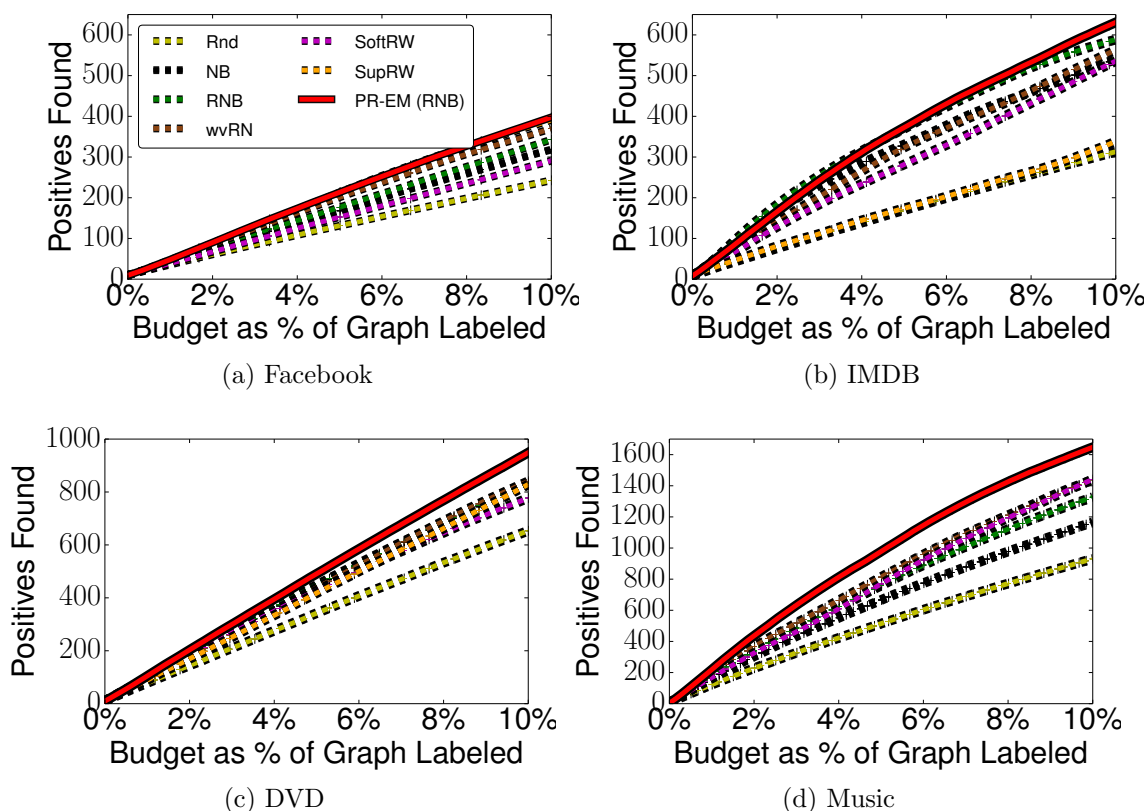 600
500
400
300
200
100
0
Positives Found
Rnd
NB
RNB
wvRN
SoftRW
SupRW
PR-EM (RNB)
0% 2% 4% 6% 8% 10%
Budget as % of Graph Labeled
(a) Facebook
600
500
400
300
200
100
0
Positives Found
0% 2% 4% 6% 8% 10%
Budget as % of Graph Labeled
(b) IMDB
1000
800
600
400
200
0
Positives Found
0% 2% 4% 6% 8% 10%
Budget as % of Graph Labeled
(c) DVD
1600
1400
1200
1000
800
600
400
200
0
Positives Found
0% 2% 4% 6% 8% 10%
Budget as % of Graph Labeled
(d) Music